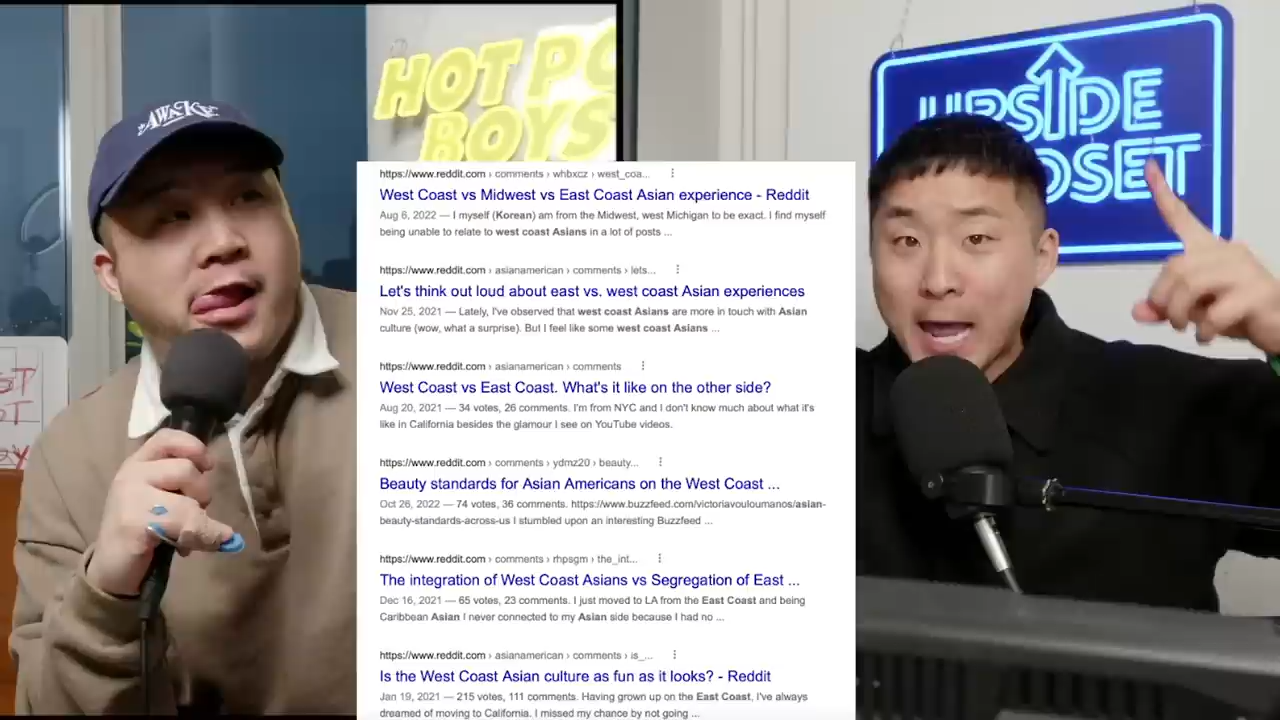 AWAKE
HOT PO
BOYS
UPSIDE
OSET
https://www.reddit.com › comments › whbxcz › west_coa...
West Coast vs Midwest vs East Coast Asian experience - Reddit
Aug 6, 2022 — I myself (Korean) am from the Midwest, west Michigan to be exact. I find myself
being unable to relate to west coast Asians in a lot of posts ...
https://www.reddit.com › asianamerican › comments › lets...
Let's think out loud about east vs. west coast Asian experiences
Nov 25, 2021 — Lately, I've observed that west coast Asians are more in touch with Asian
culture (wow, what a surprise). But I feel like some west coast Asians ...
https://www.reddit.com › asianamerican › comments
West Coast vs East Coast. What's it like on the other side?
Aug 20, 2021 — 34 votes, 26 comments. I'm from NYC and I don't know much about what it's
like in California besides the glamour I see on YouTube videos.
https://www.reddit.com › comments › ydmz20 › beauty...
Beauty standards for Asian Americans on the West Coast ...
Oct 26, 2022 — 74 votes, 36 comments. https://www.buzzfeed.com/victoriavouloumanos/asian-
beauty-standards-across-us I stumbled upon an interesting Buzzfeed ...
https://www.reddit.com › comments › rhpsgm › the_int...
The integration of West Coast Asians vs Segregation of East ...
Dec 16, 2021 — 65 votes, 23 comments. I just moved to LA from the East Coast and being
Caribbean Asian I never connected to my Asian side because I had no ...
https://www.reddit.com › asianamerican › comments › is_...
Is the West Coast Asian culture as fun as it looks? - Reddit
Jan 19, 2021 — 215 votes, 111 comments. Having grown up on the East Coast, I've always
dreamed of moving to California. I missed my chance by not going ...